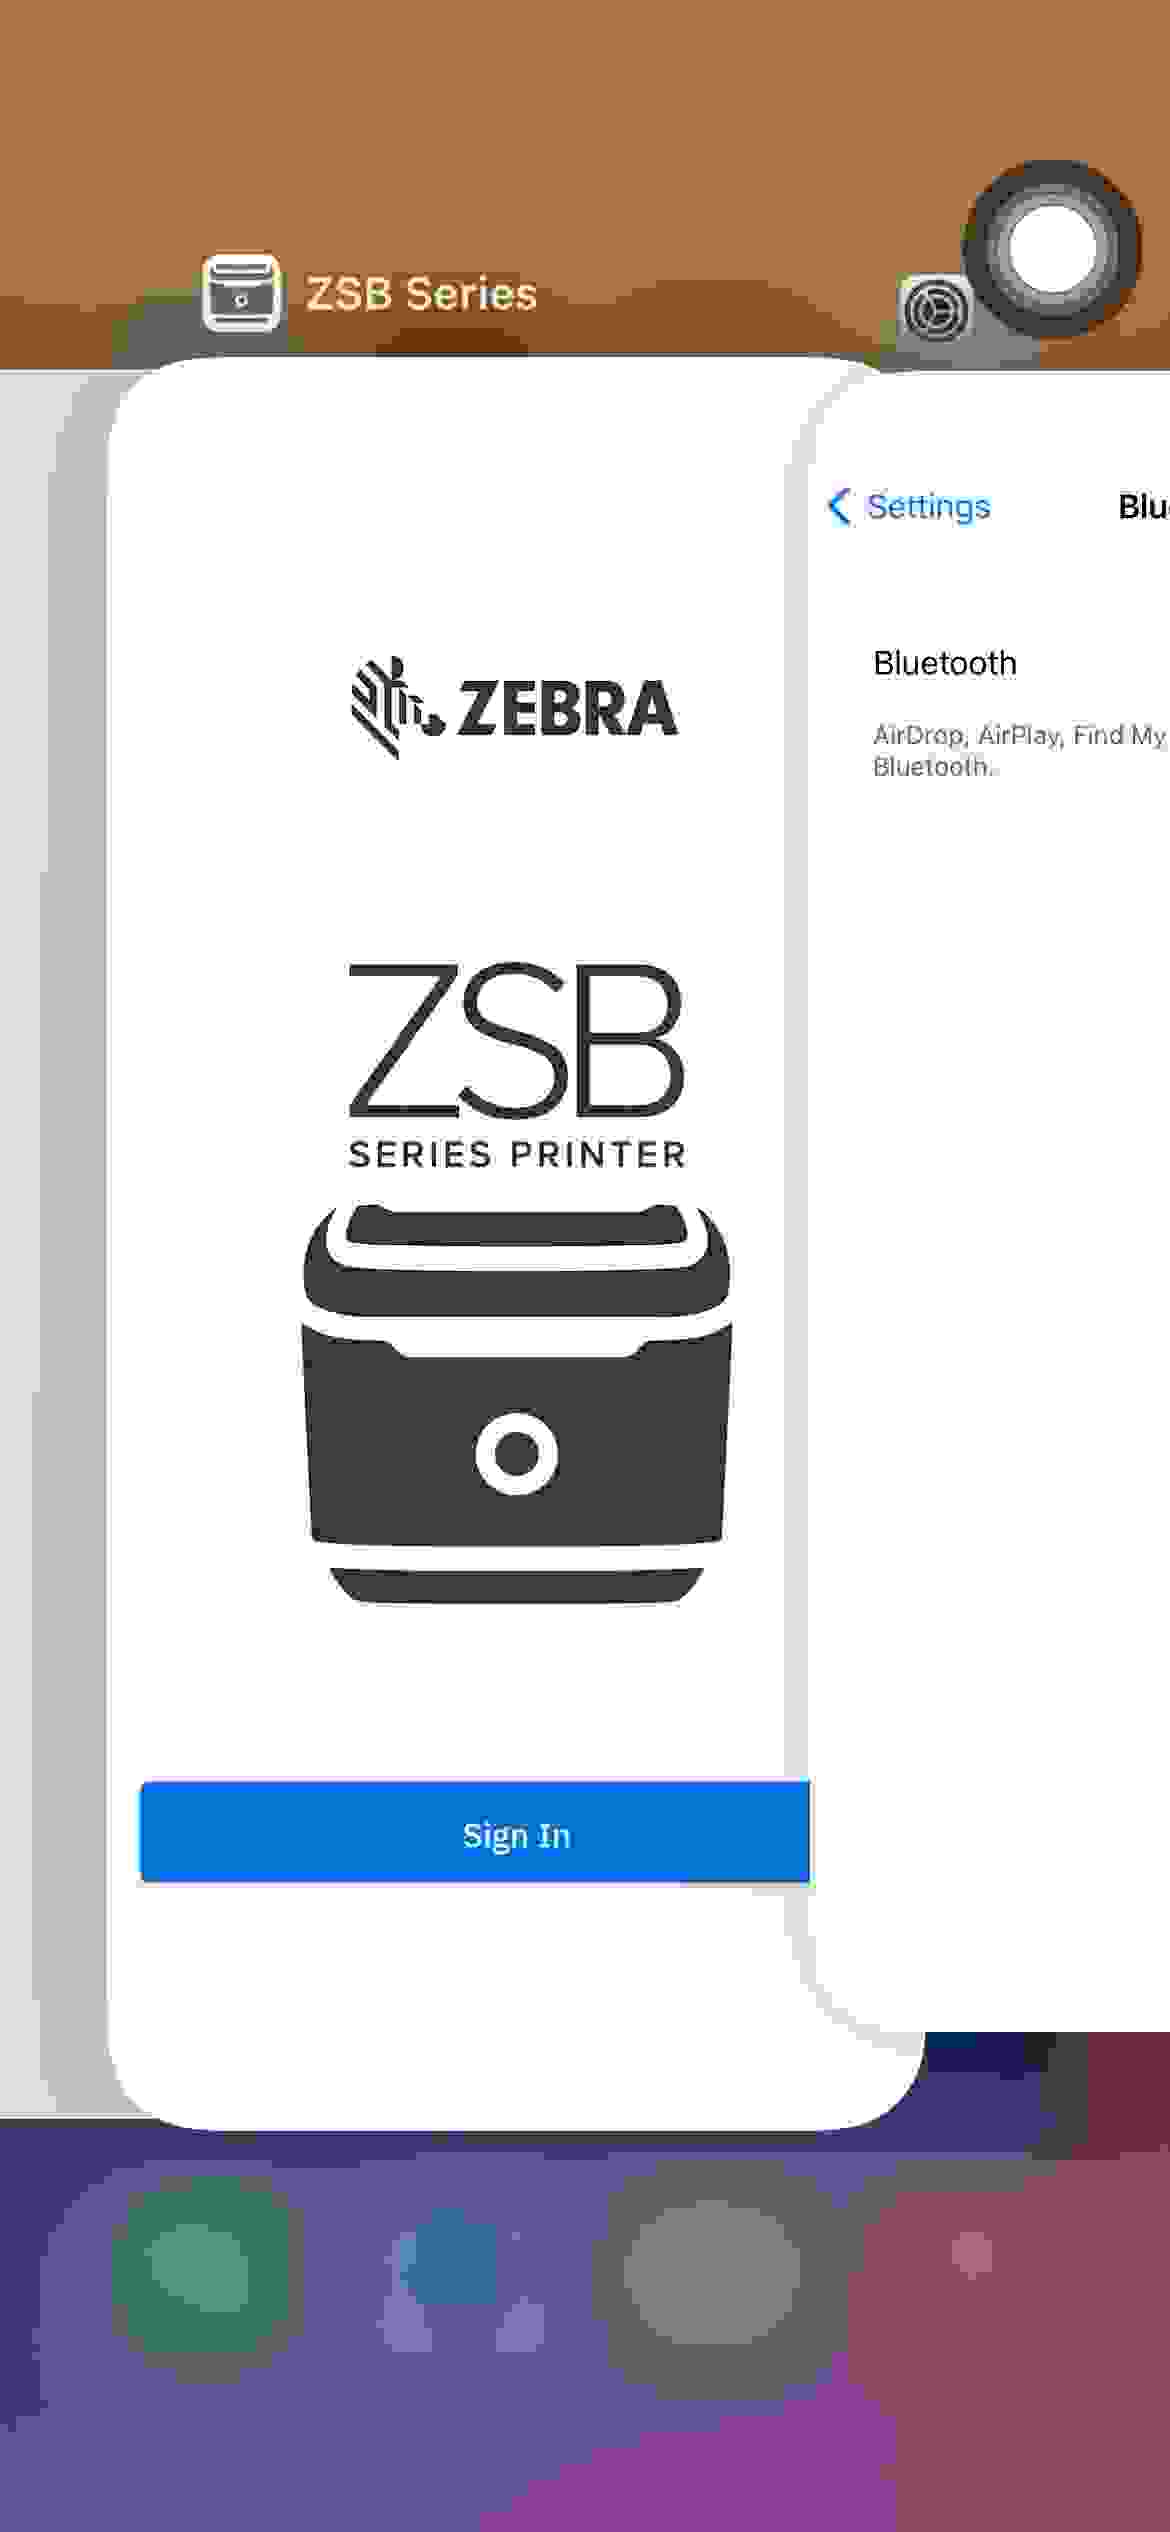 ZSB Series
ZEBRA
ZSB
SERIES PRINTER
Sign In
Settings
Blu
Bluetooth
AirDrop, AirPlay, Find My
Bluetooth.